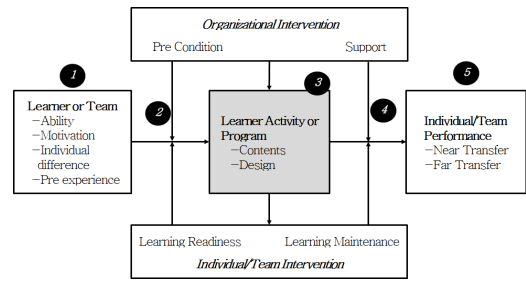 Organizational Intervention
Pre Condition
Support
1
Learner or Team
-Ability
-Motivation
-Individual
difference
-Pre experience
2
3
Learner Activity or
Program
-Contents
-Design
4
5
Individual/Team
Performance
-Near Transfer
-Far Transfer
Learning Readiness
Learning Maintenance
Individual/Team Intervention